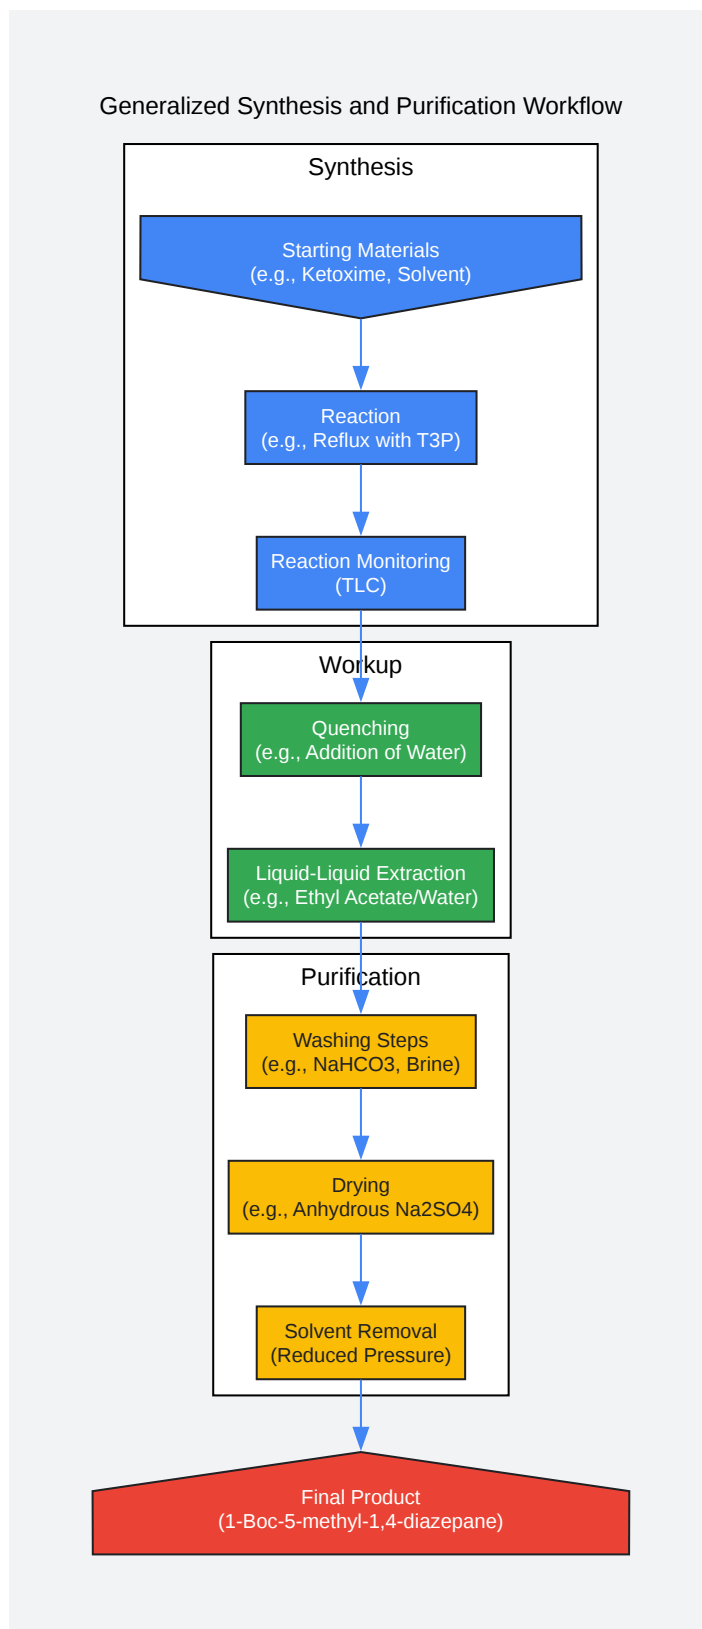 Generalized Synthesis and Purification Workflow
Synthesis
Starting Materials
(e.g., Ketoxime, Solvent)
Reaction
(e.g., Reflux with T3P)
Reaction Monitoring
(TLC)
Workup
Quenching
(e.g., Addition of Water)
Liquid-Liquid Extraction
(e.g., Ethyl Acetate/Water)
Purification
Washing Steps
(e.g., NaHCO3, Brine)
Drying
(e.g., Anhydrous Na2SO4)
Solvent Removal
(Reduced Pressure)
Final Product
(1-Boc-5-methyl-1,4-diazepane)